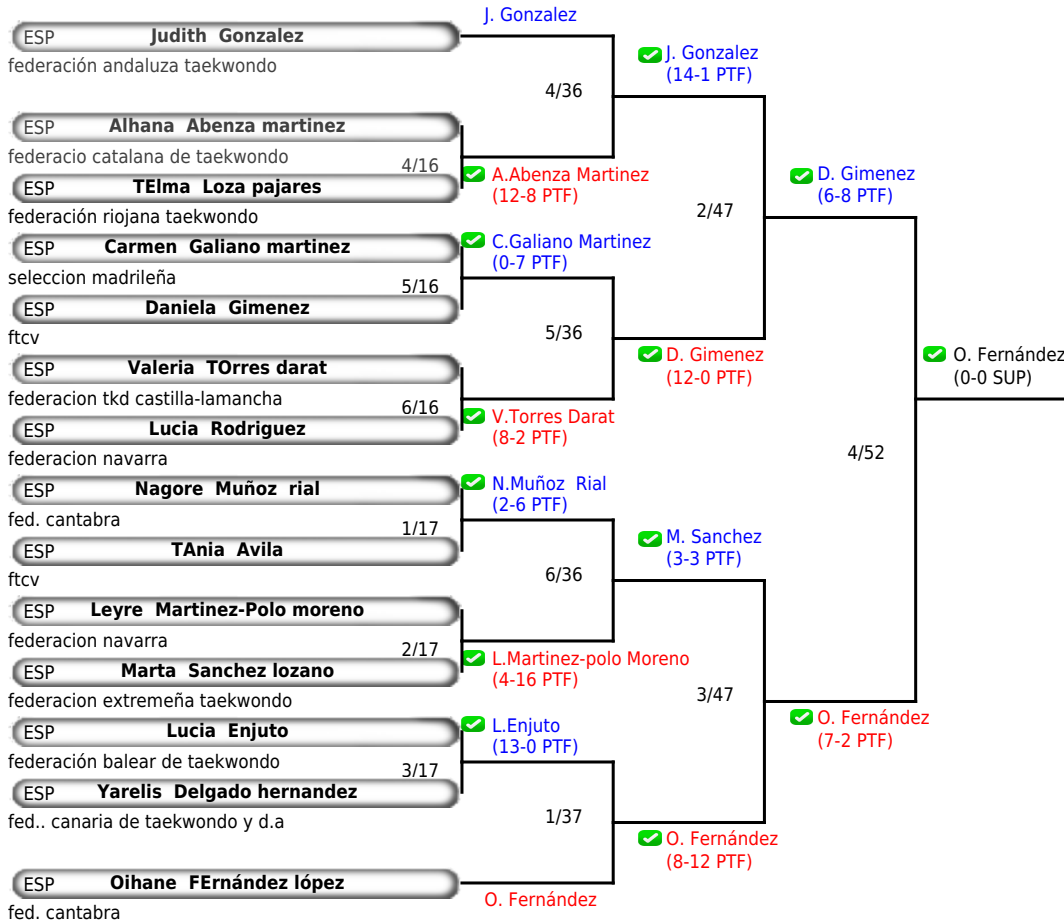 J. Gonzalez
ESP Judith Gonzalez
federación andaluza taekwondo
J. Gonzalez
(14-1 PTF)
4/36
ESP Alhana Abenza martinez
federacio catalana de taekwondo
4/16
A.Abenza Martinez
(12-8 PTF)
ESP TElma Loza pajares
federación riojana taekwondo
D. Gimenez
(6-8 PTF)
2/47
ESP Carmen Galiano martinez
seleccion madrileña
C.Galiano Martinez
(0-7 PTF)
5/16
ESP Daniela Gimenez
ftcv
5/36
D. Gimenez
(12-0 PTF)
O. Fernández
(0-0 SUP)
ESP Valeria TOrres darat
federacion tkd castilla-lamancha
6/16
V.Torres Darat
(8-2 PTF)
ESP Lucia Rodriguez
federacion navarra
4/52
ESP Nagore Muñoz rial
fed. cantabra
N.Muñoz Rial
(2-6 PTF)
1/17
ESP TAnia Avila
ftcv
M. Sanchez
(3-3 PTF)
6/36
ESP Leyre Martinez-Polo moreno
federacion navarra
2/17
L.Martinez-polo Moreno
(4-16 PTF)
ESP Marta Sanchez lozano
federacion extremeña taekwondo
3/47
O. Fernández
(7-2 PTF)
ESP Lucia Enjuto
federación balear de taekwondo
L.Enjuto
(13-0 PTF)
3/17
ESP Yarelis Delgado hernandez
fed.. canaria de taekwondo y d.a
1/37
O. Fernández
(8-12 PTF)
ESP Oihane FErnández lópez
fed. cantabra
O. Fernández